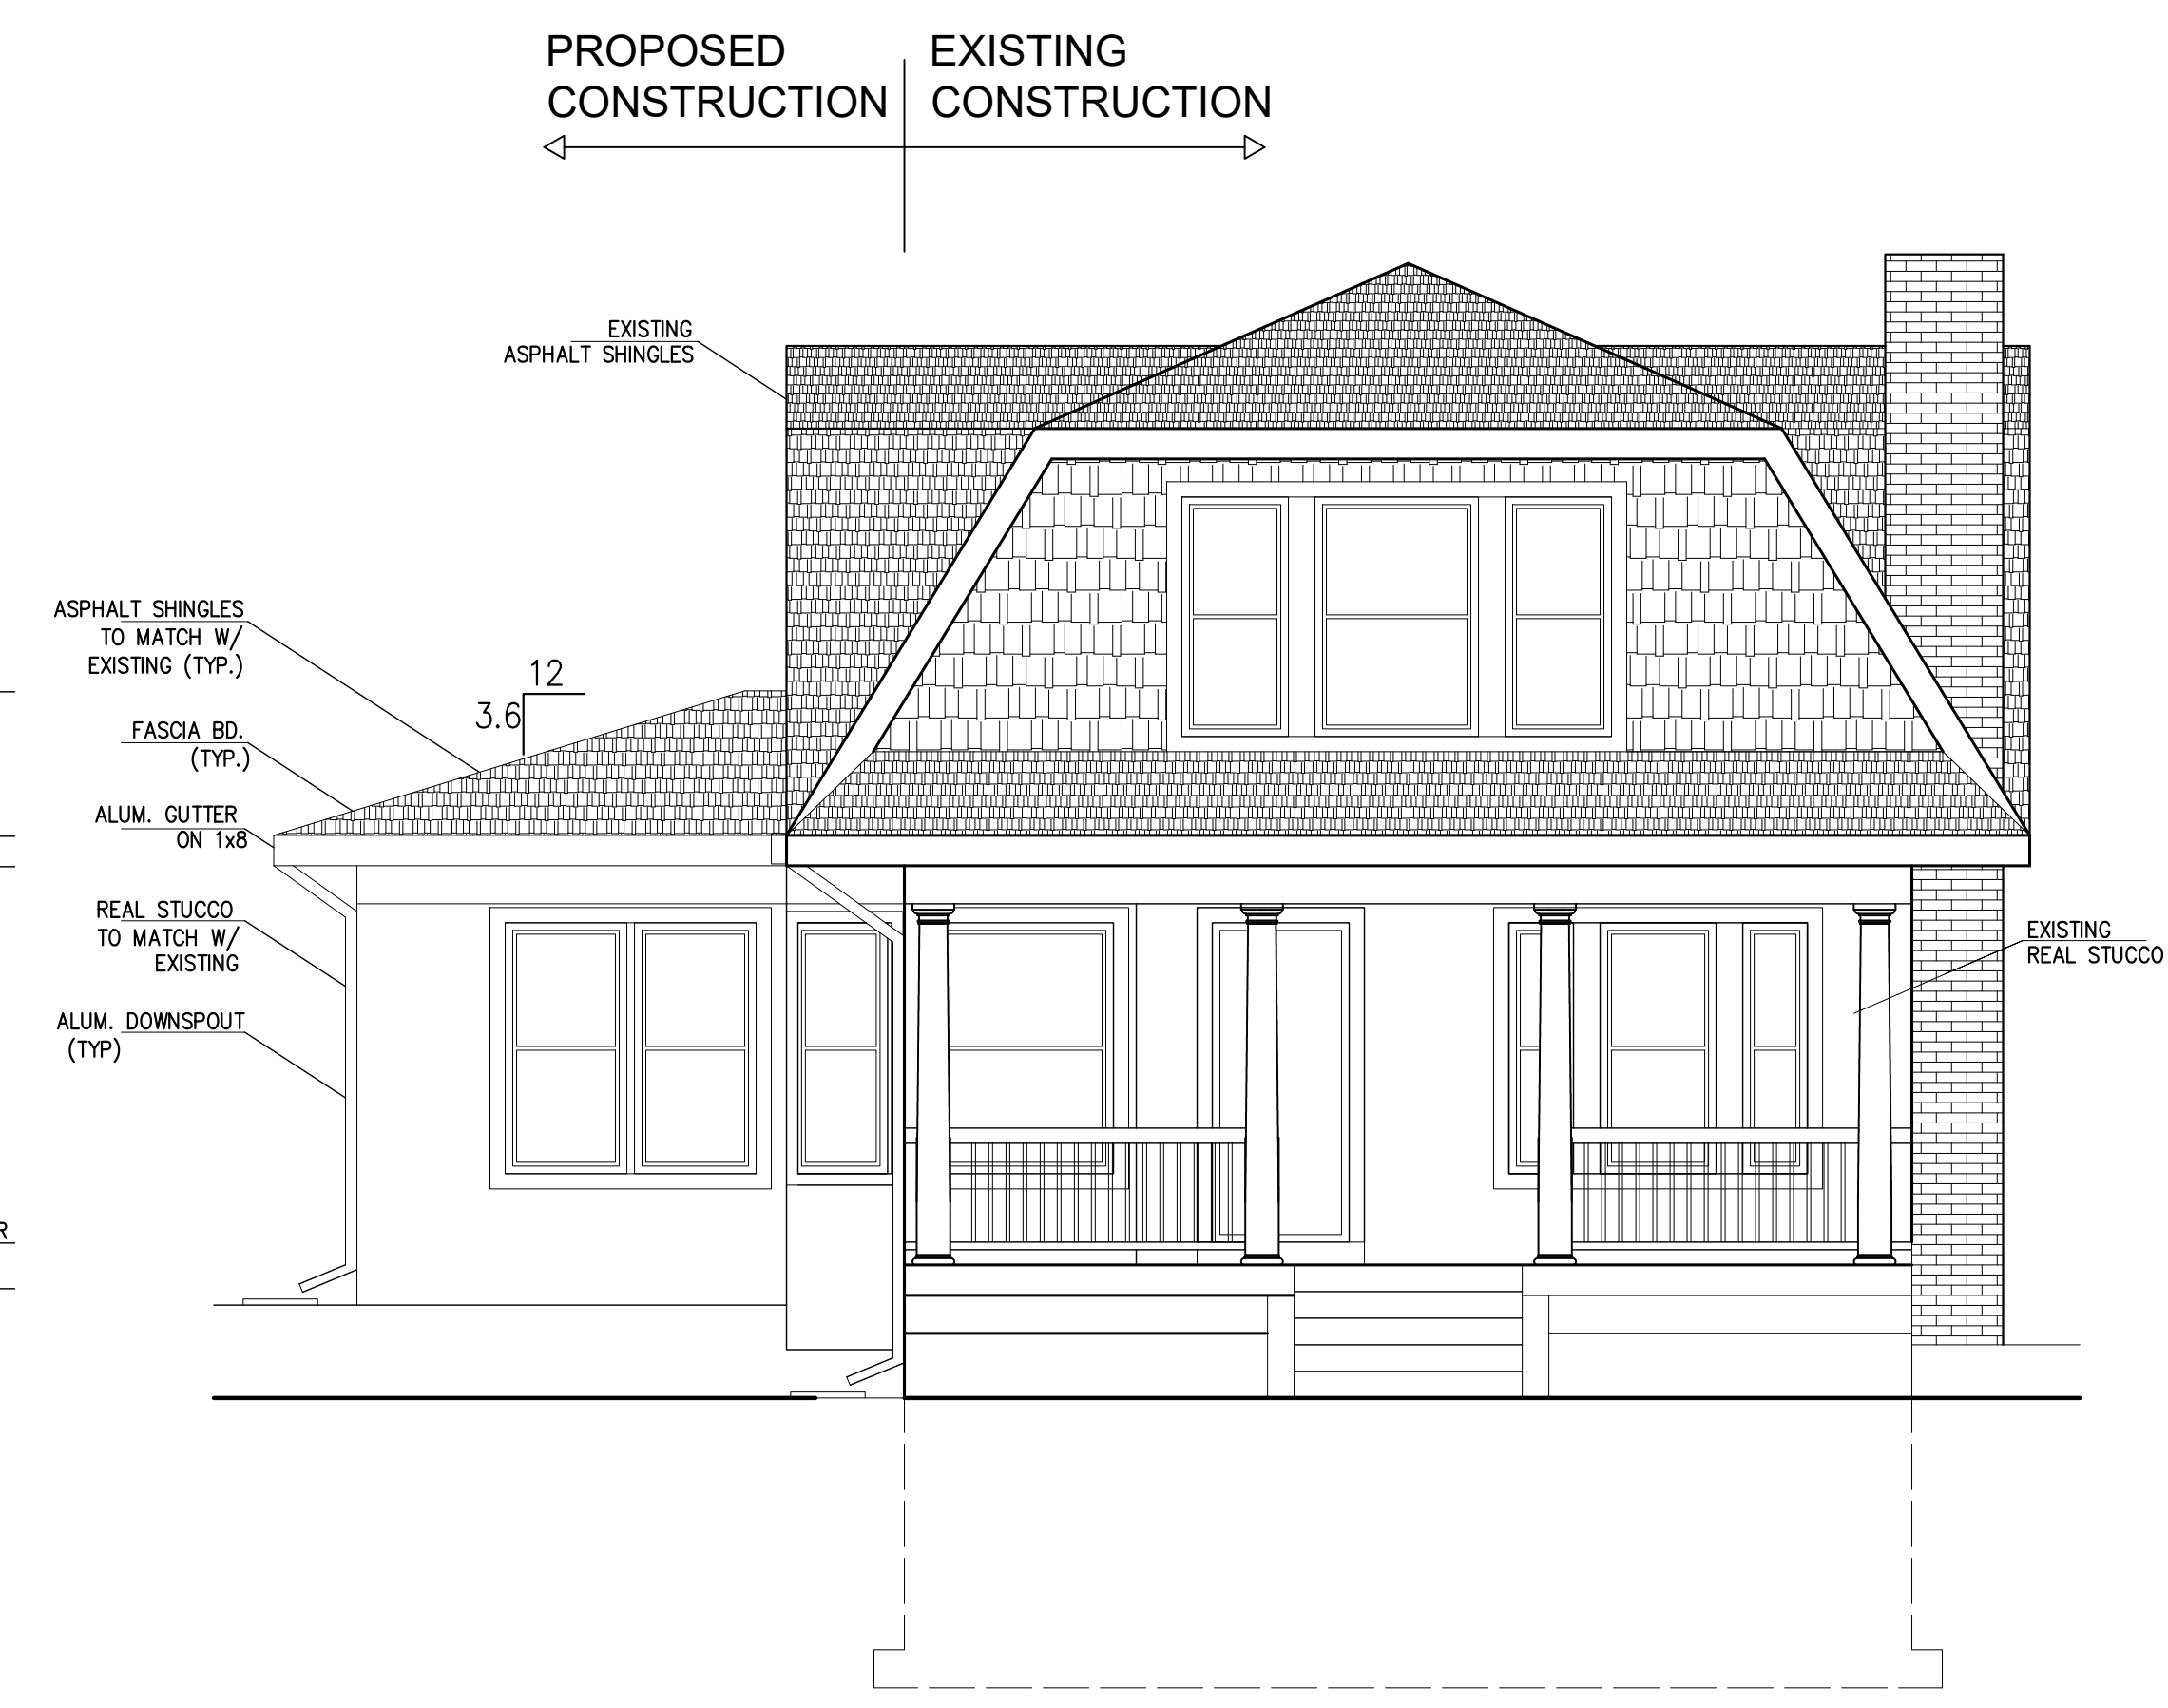 PROPOSED
CONSTRUCTION
EXISTING
CONSTRUCTION
EXISTING
ASPHALT SHINGLES
ASPHALT SHINGLES
TO MATCH W/
EXISTING (TYP.)
12
3.6
FASCIA BD.
(TYP.)
ALUM. GUTTER
ON 1x8
REAL STUCCO
TO MATCH W/
EXISTING
ALUM. DOWNSPOUT
(TYP)
EXISTING
REAL STUCCO
R